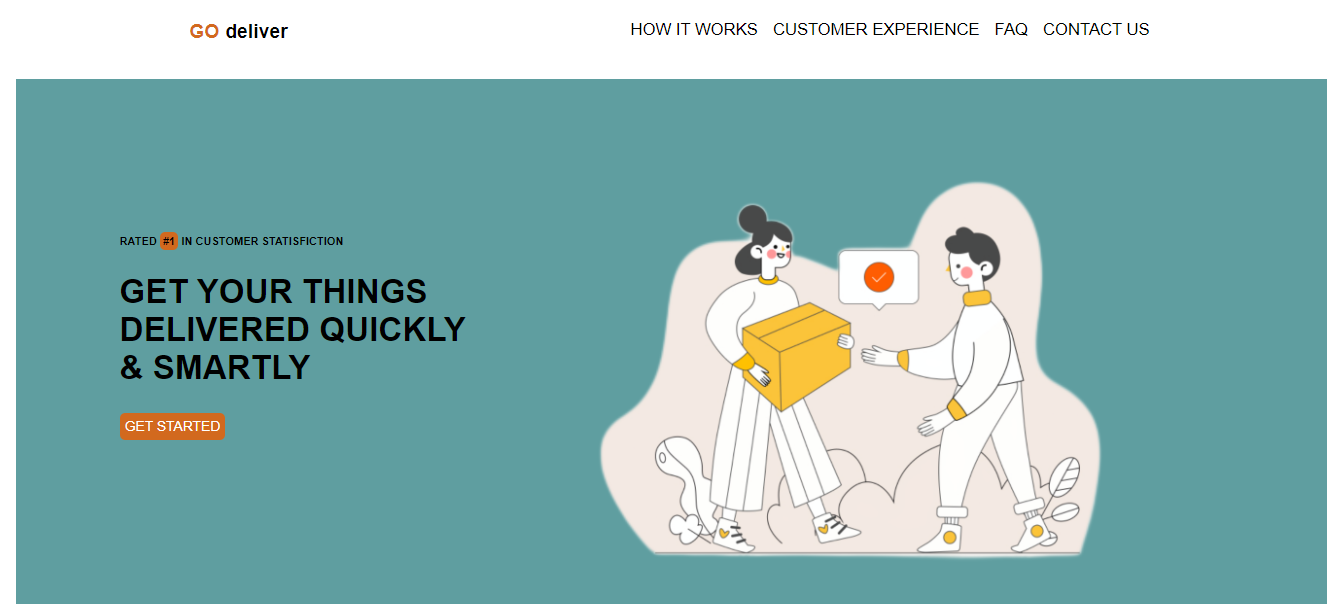 GO deliver
HOW IT WORKS CUSTOMER EXPERIENCE FAQ CONTACT US
RATED #1 IN CUSTOMER STATISFICTION
GET YOUR THINGS
DELIVERED QUICKLY
& SMARTLY
GET STARTED